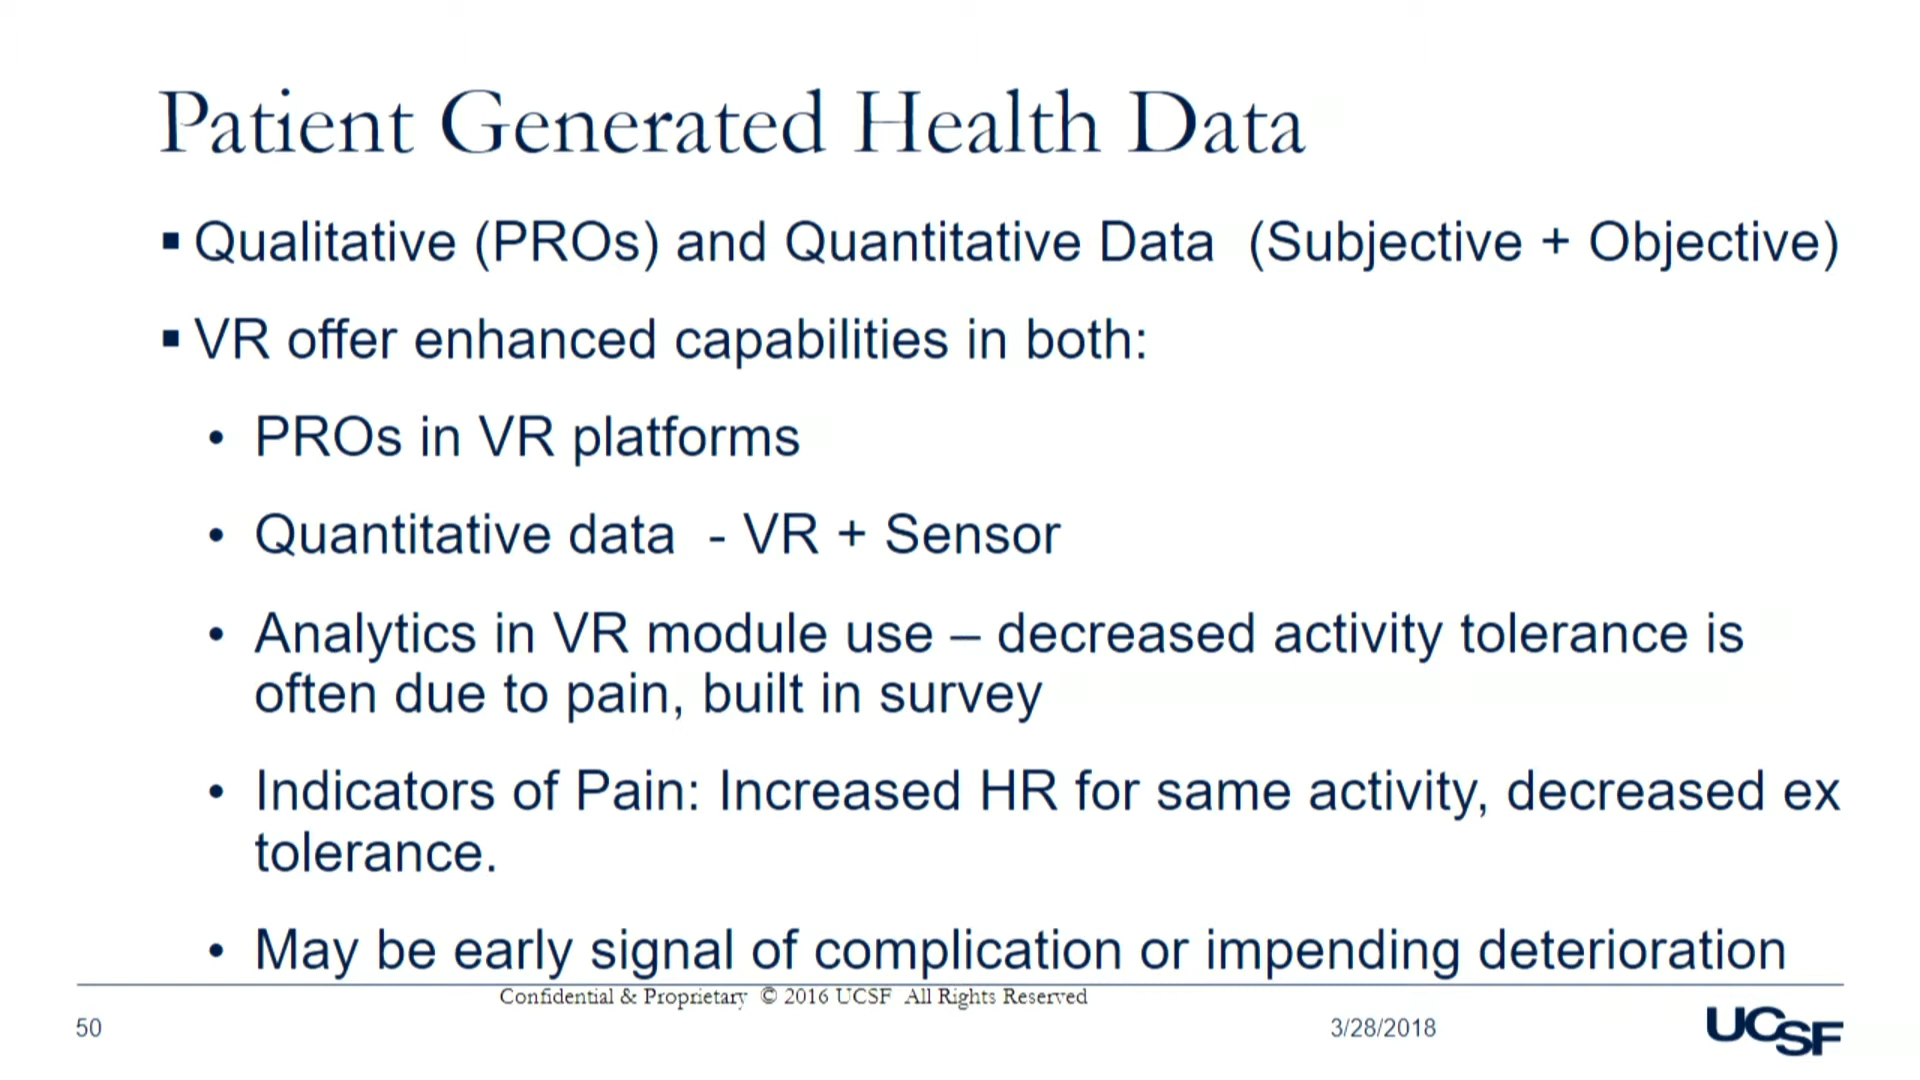 Patient Generated Health Data
▪ Qualitative (PROs) and Quantitative Data (Subjective + Objective)
▪ VR offer enhanced capabilities in both:
• PROs in VR platforms
• Quantitative data - VR + Sensor
• Analytics in VR module use – decreased activity tolerance is
often due to pain, built in survey
• Indicators of Pain: Increased HR for same activity, decreased ex
tolerance.
• May be early signal of complication or impending deterioration
Confidential & Proprietary © 2016 UCSF All Rights Reserved
50
3/28/2018
UCSF